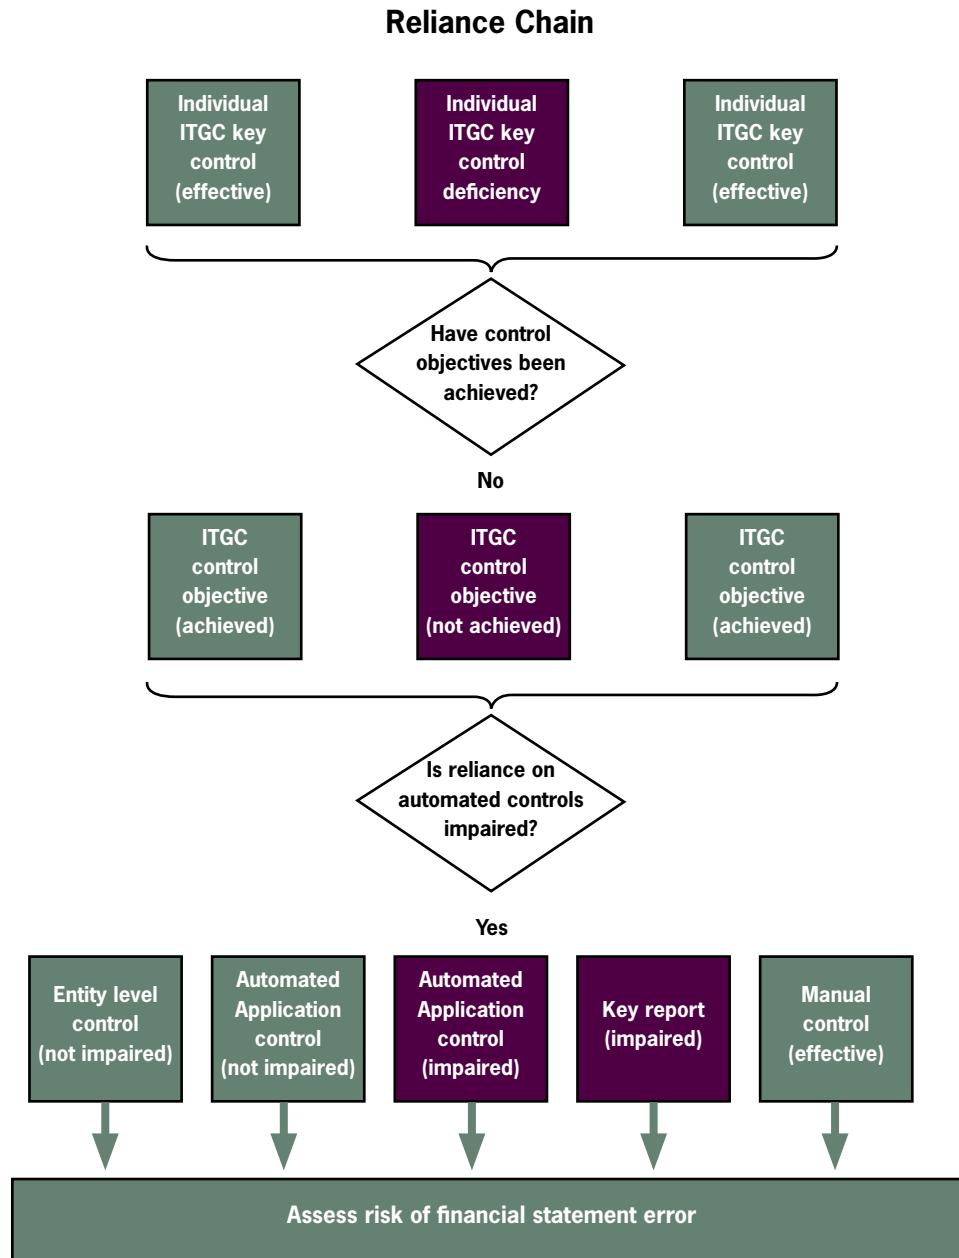 Reliance Chain
Individual
ITGC key
control
(effective)
Individual
ITGC key
control
deficiency
Individual
ITGC key
control
(effective)
Have control
objectives been
achieved?
No
ITGC
control
objective
(achieved)
ITGC
control
objective
(not achieved)
ITGC
control
objective
(achieved)
Is reliance on
automated controls
impaired?
Yes
Entity level
control
(not impaired)
Automated
Application
control
(not impaired)
Automated
Application
control
(impaired)
Key report
(impaired)
Manual
control
(effective)
Assess risk of financial statement error